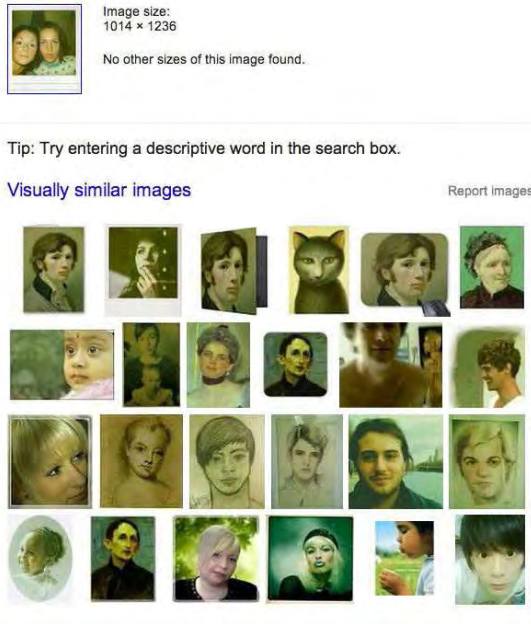 Image size:
1014 × 1236
No other sizes of this image found.
Tip: Try entering a descriptive word in the search box.
Visually similar images
Report images